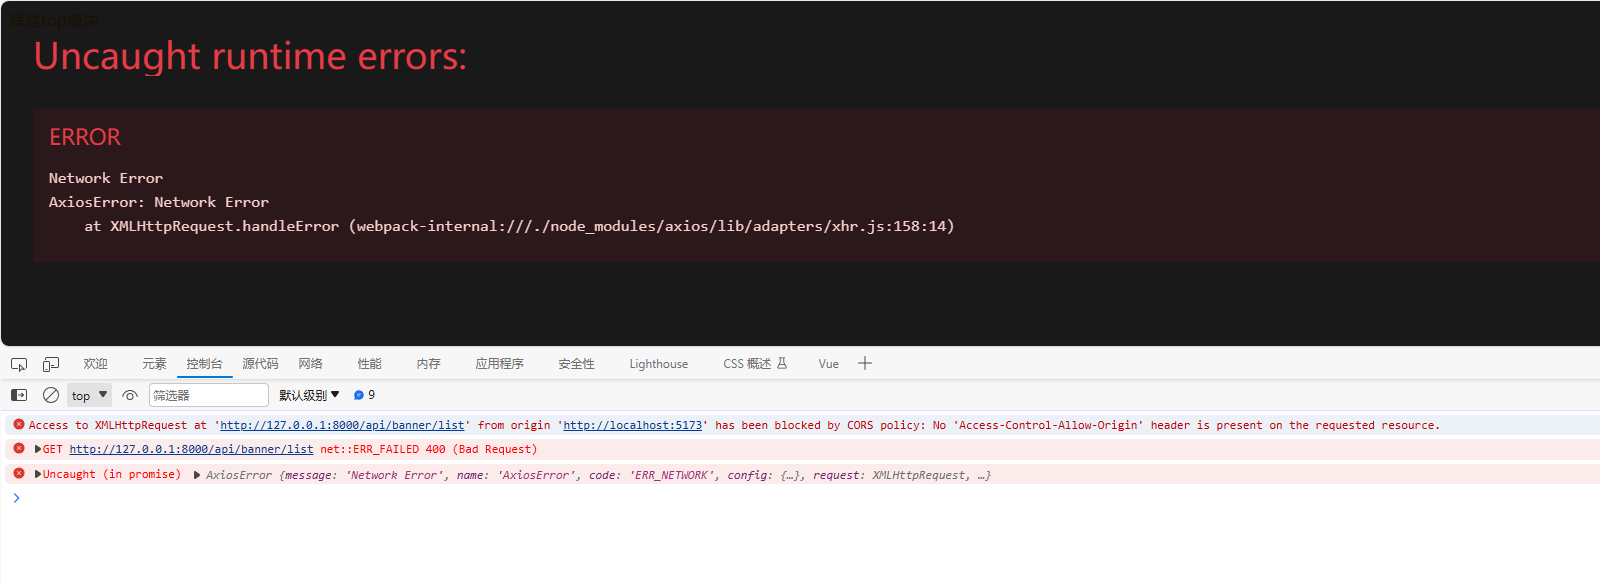 我是top模块
Uncaught runtime errors:
ERROR
Network Error
AxiosError: Network Error
at XMLHttpRequest.handleError (webpack-internal:///./node_modules/axios/lib/adapters/xhr.js:158:14)
欢迎 元素 控制台 源代码 网络 性能 内存 应用程序 安全性 Lighthouse CSS 概述 Vue
top 筛选器 默认级别 9
Access to XMLHttpRequest at 'http://127.0.0.1:8000/api/banner/list' from origin 'http://localhost:5173' has been blocked by CORS policy: No 'Access-Control-Allow-Origin' header is present on the requested resource.
GET http://127.0.0.1:8000/api/banner/list net::ERR_FAILED 400 (Bad Request)
Uncaught (in promise) AxiosError {message: 'Network Error', name: 'AxiosError', code: 'ERR_NETWORK', config: {…}, request: XMLHttpRequest, …}